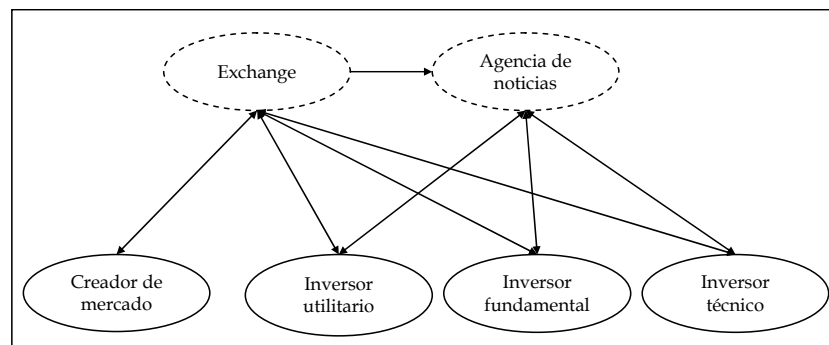 Exchange
Agencia de
noticias
Creador de
mercado
Inversor
utilitario
Inversor
fundamental
Inversor
técnico